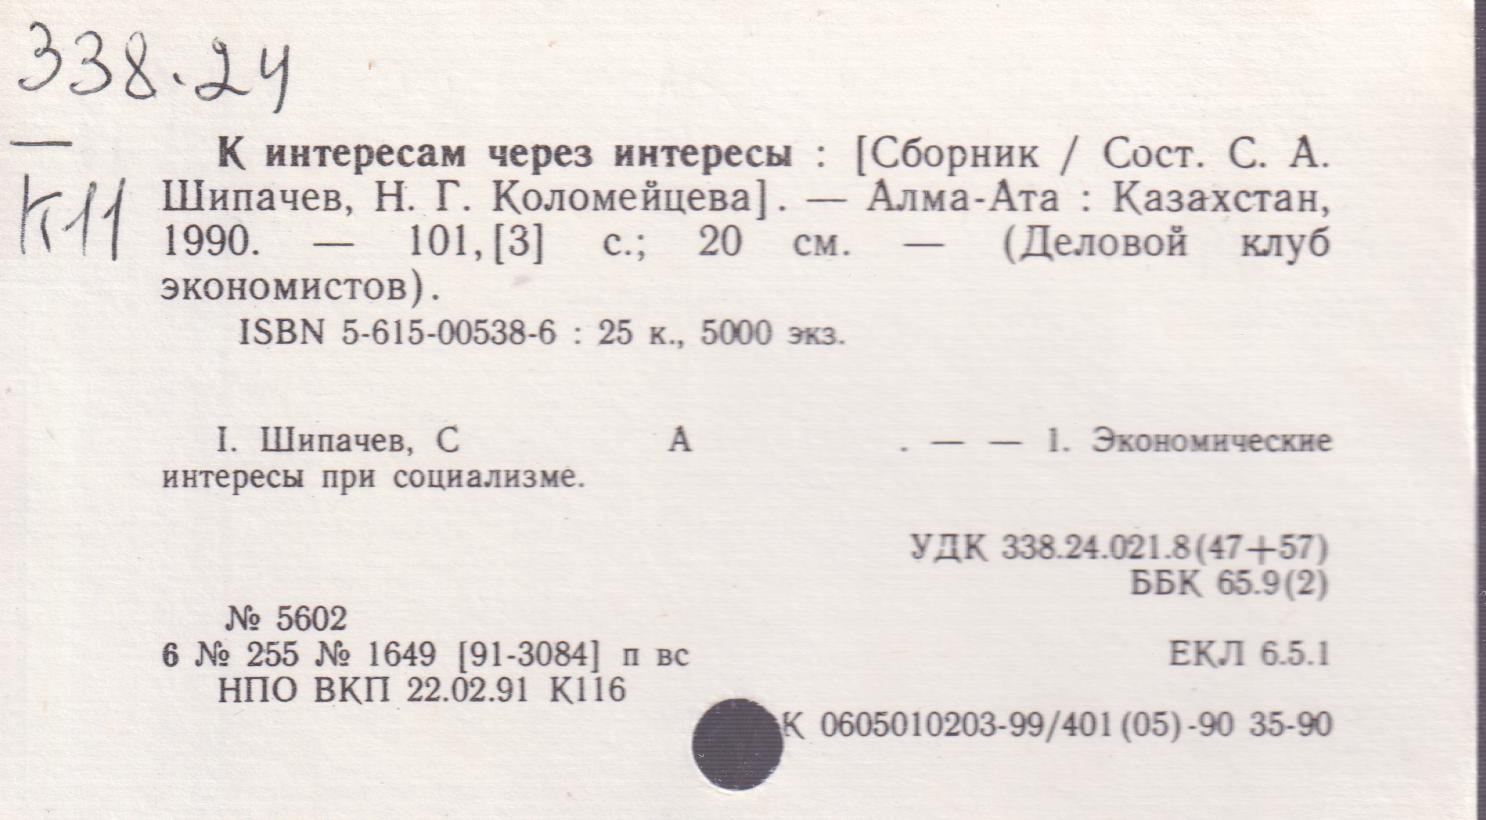 338.24
К11
К интересам через интересы : [Сборник / Сост. С. А.
Шипачев, Н. Г. Коломейцева]. — Алма-Ата : Казахстан,
1990. — 101, [3] с.; 20 см. — (Деловой клуб
экономистов).
ISBN 5-615-00538-6 : 25 к., 5000 экз.
I. Шипачев, С А . — — 1. Экономические
интересы при социализме.
УДК 338.24.021.8(47+57)
ББК 65.9(2)
№ 5602
6 № 255 № 1649 [91-3084] п вс
ЕКЛ 6.5.1
НПО ВКП 22.02.91 К116
К 0605010203-99/401(05)-90 35-90